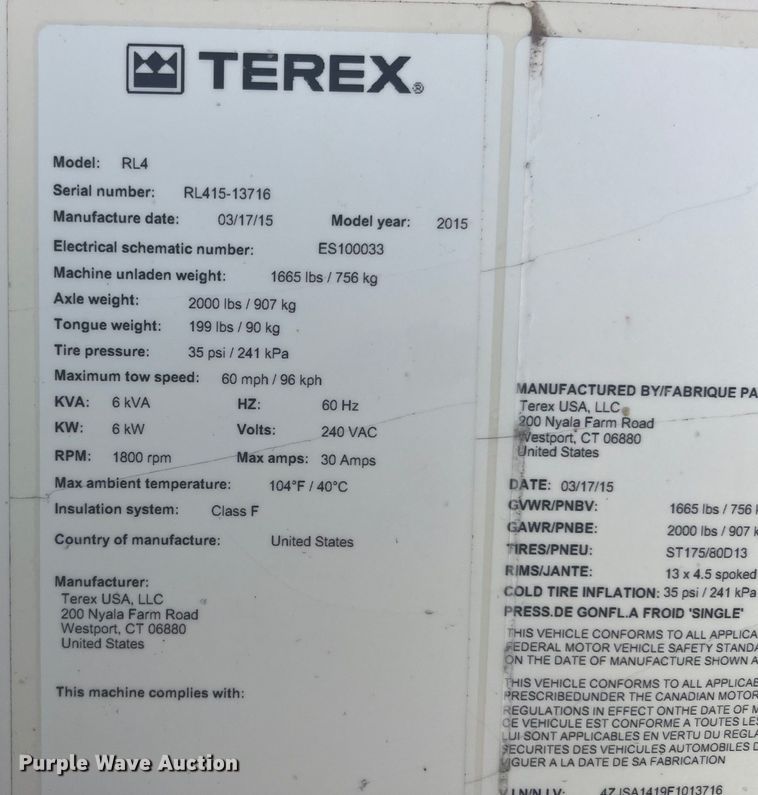 TEREX®
Model: RL4
Serial number: RL415-13716
Manufacture date: 03/17/15 Model year: 2015
Electrical schematic number: ES100033
Machine unladen weight: 1665 lbs / 756 kg
Axle weight: 2000 lbs / 907 kg
Tongue weight: 199 lbs / 90 kg
Tire pressure: 35 psi / 241 kPa
Maximum tow speed: 60 mph / 96 kph
KVA: 6 kVA HZ: 60 Hz
KW: 6 kW Volts: 240 VAC
RPM: 1800 rpm Max amps: 30 Amps
Max ambient temperature: 104°F / 40°C
Insulation system: Class F
Country of manufacture: United States
Manufacturer:
Terex USA, LLC
200 Nyala Farm Road
Westport, CT 06880
United States
This machine complies with:
MANUFACTURED BY/FABRIQUE PA
Terex USA, LLC
200 Nyala Farm Road
Westport, CT 06880
United States
DATE: 03/17/15
GVWR/PNBV: 1665 lbs / 756
GAWR/PNBE: 2000 lbs / 907
TIRES/PNEU: ST175/80D13
RIMS/JANTE: 13 x 4.5 spoked
COLD TIRE INFLATION: 35 psi / 241 kPa
PRESS.DE GONFL.A FROID 'SINGLE'
THIS VEHICLE CONFORMS TO ALL APPLICA
FEDERAL MOTOR VEHICLE SAFETY STANDA
ON THE DATE OF MANUFACTURE SHOWN A
THIS VEHICLE CONFORMS TO ALL APPLICAB
PRESCRIBEDUNDER THE CANADIAN MOTOR
REGULATIONS IN EFFECT ONTHE DATE OF M
CE VEHICULE EST CONFORME A TOUTES LES
LUI SONT APPLICABLES EN VERTU DU REGLA
SECURITES DES VEHICULES AUTOMOBILES D
VIGUER A LA DATE DE SA FABRICATION
V.I.N/N.I.V: 4ZJSA1419F1013716
Purple Wave Auction